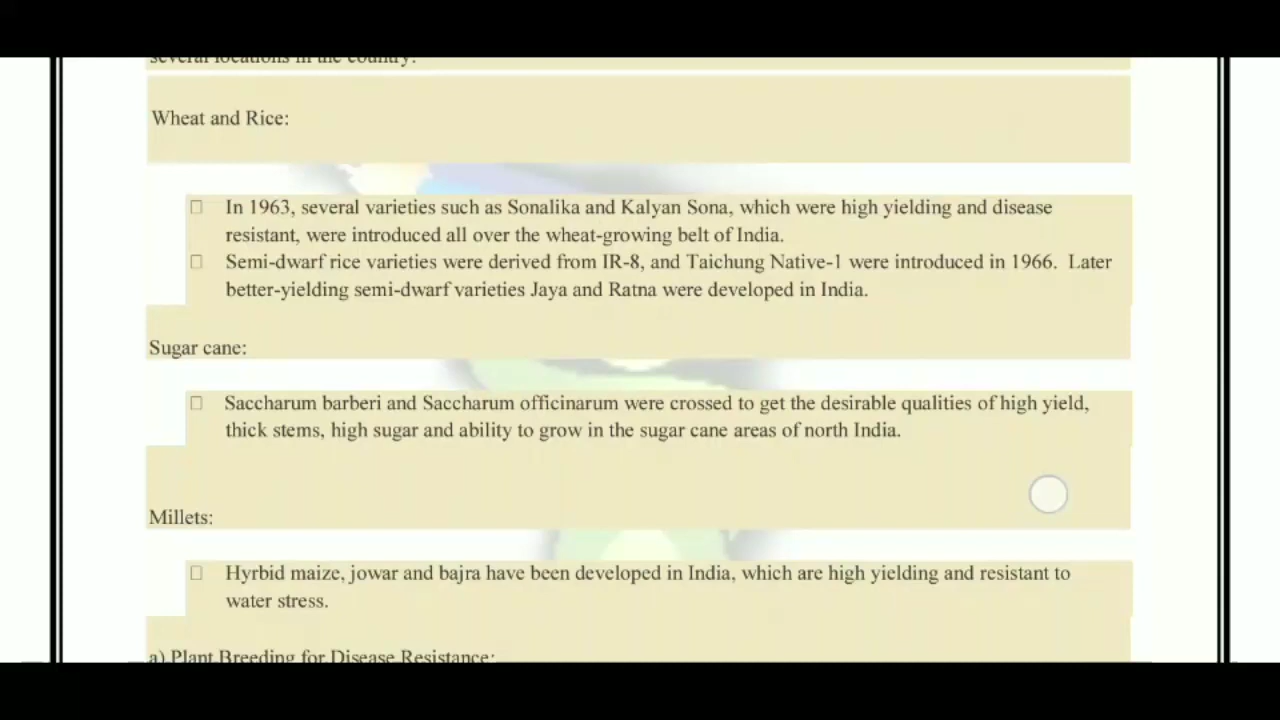 several locations in the country.
Wheat and Rice:
In 1963, several varieties such as Sonalika and Kalyan Sona, which were high yielding and disease
resistant, were introduced all over the wheat-growing belt of India.
Semi-dwarf rice varieties were derived from IR-8, and Taichung Native-1 were introduced in 1966.  Later
better-yielding semi-dwarf varieties Jaya and Ratna were developed in India.
Sugar cane:
Saccharum barberi and Saccharum officinarum were crossed to get the desirable qualities of high yield,
thick stems, high sugar and ability to grow in the sugar cane areas of north India.
Millets:
Hyrbid maize, jowar and bajra have been developed in India, which are high yielding and resistant to
water stress.
a) Plant Breeding for Disease Resistance: